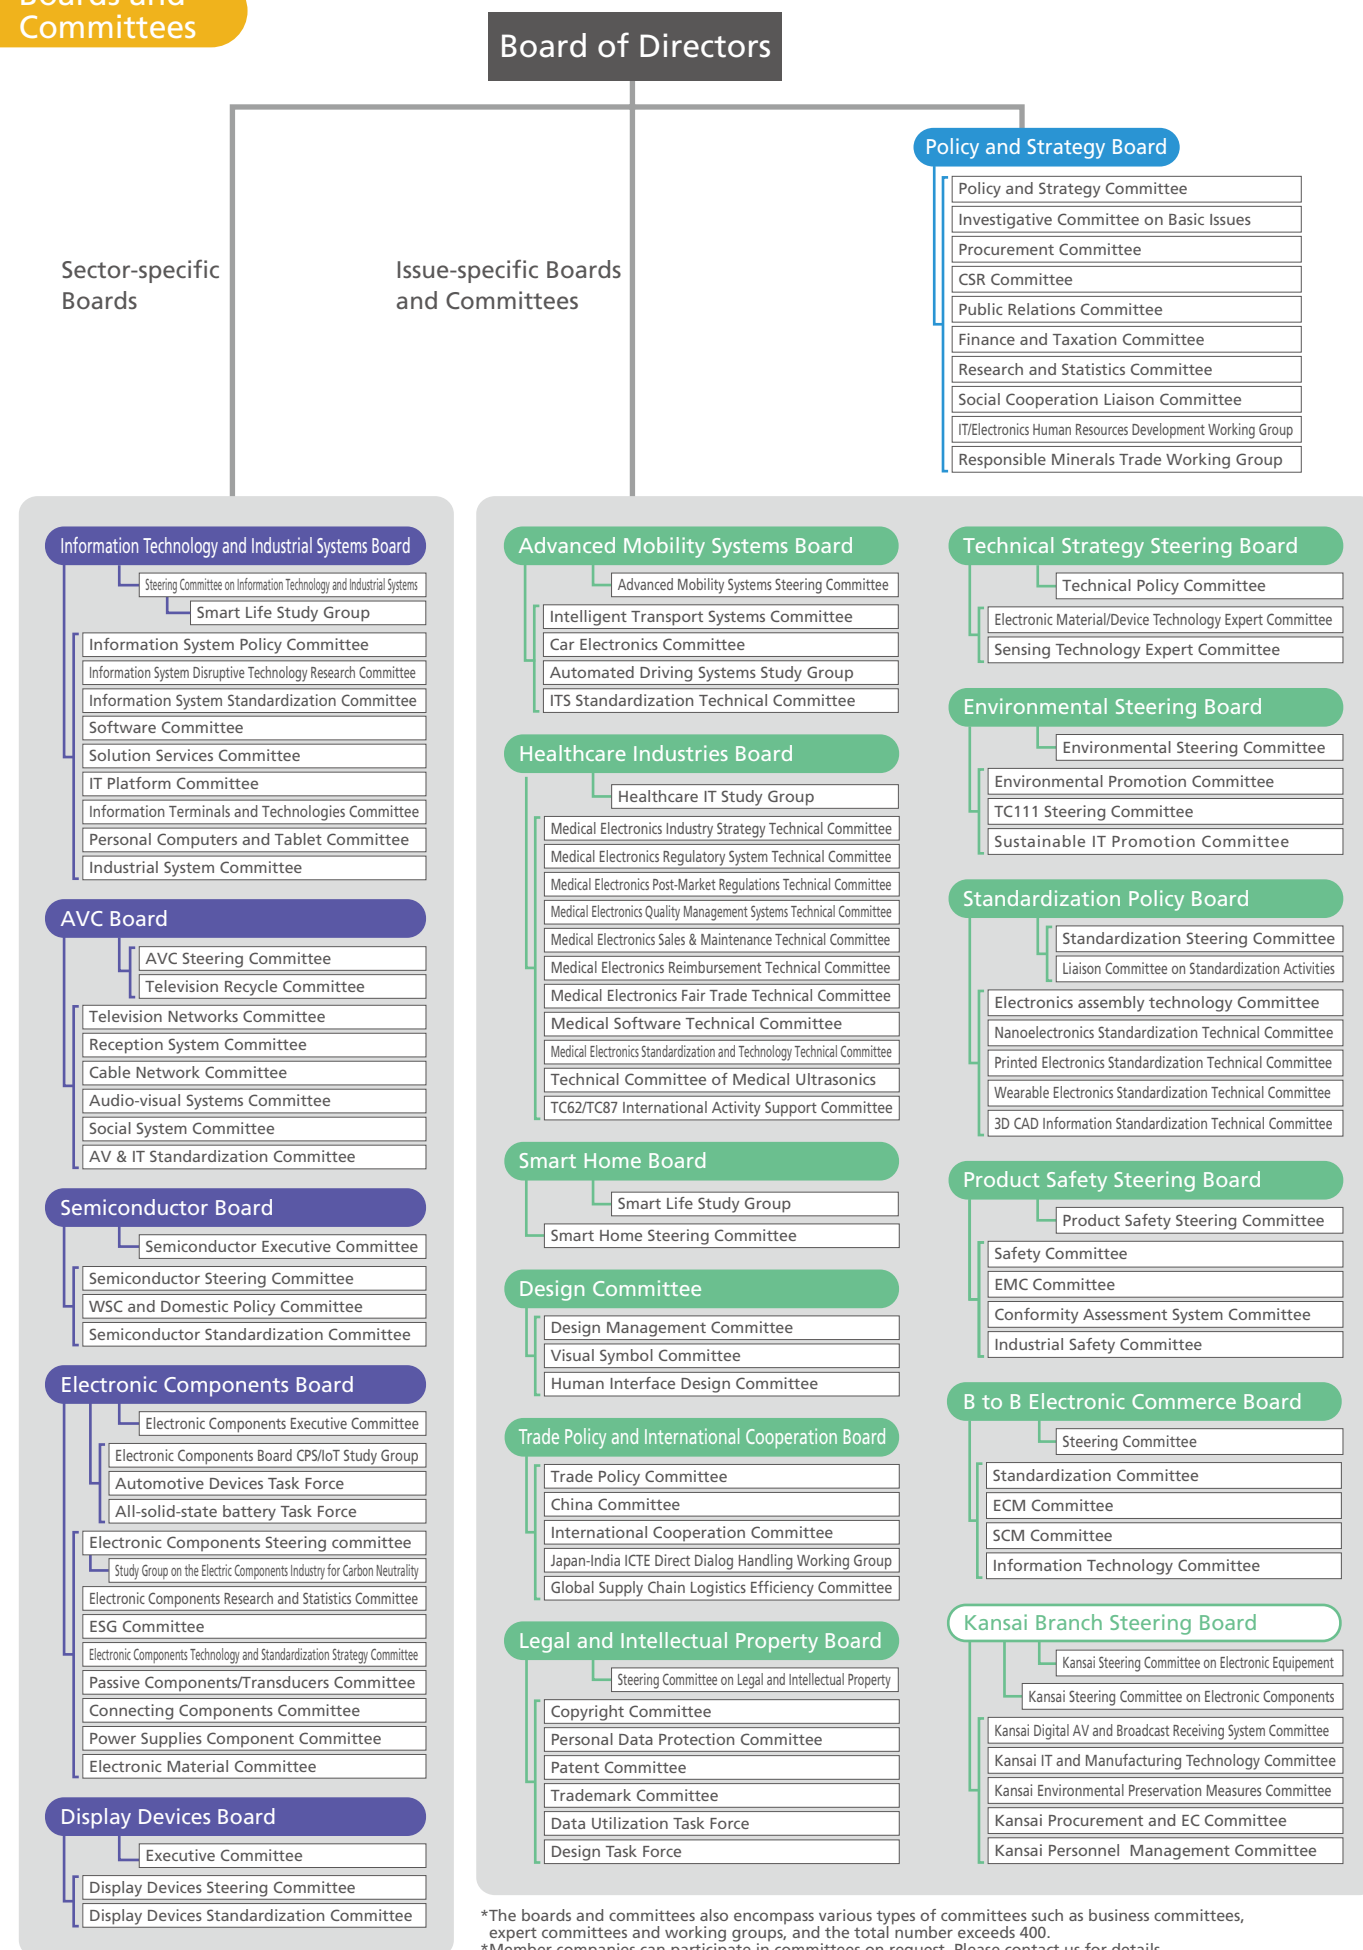 Boards and
Committees
Board of Directors
Policy and Strategy Board
Policy and Strategy Committee
Investigative Committee on Basic Issues
Procurement Committee
CSR Committee
Public Relations Committee
Finance and Taxation Committee
Research and Statistics Committee
Social Cooperation Liaison Committee
IT/Electronics Human Resources Development Working Group
Responsible Minerals Trade Working Group
Sector-specific
Boards
Issue-specific Boards
and Committees
Information Technology and Industrial Systems Board
Steering Committee on Information Technology and Industrial Systems
Smart Life Study Group
Information System Policy Committee
Information System Disruptive Technology Research Committee
Information System Standardization Committee
Software Committee
Solution Services Committee
IT Platform Committee
Information Terminals and Technologies Committee
Personal Computers and Tablet Committee
Industrial System Committee
AVC Board
AVC Steering Committee
Television Recycle Committee
Television Networks Committee
Reception System Committee
Cable Network Committee
Audio-visual Systems Committee
Social System Committee
AV & IT Standardization Committee
Semiconductor Board
Semiconductor Executive Committee
Semiconductor Steering Committee
WSC and Domestic Policy Committee
Semiconductor Standardization Committee
Electronic Components Board
Electronic Components Executive Committee
Electronic Components Board CPS/IoT Study Group
Automotive Devices Task Force
All-solid-state battery Task Force
Electronic Components Steering committee
Study Group on the Electric Components Industry for Carbon Neutrality
Electronic Components Research and Statistics Committee
ESG Committee
Electronic Components Technology and Standardization Strategy Committee
Passive Components/Transducers Committee
Connecting Components Committee
Power Supplies Component Committee
Electronic Material Committee
Display Devices Board
Executive Committee
Display Devices Steering Committee
Display Devices Standardization Committee
Advanced Mobility Systems Board
Advanced Mobility Systems Steering Committee
Intelligent Transport Systems Committee
Car Electronics Committee
Automated Driving Systems Study Group
ITS Standardization Technical Committee
Healthcare Industries Board
Healthcare IT Study Group
Medical Electronics Industry Strategy Technical Committee
Medical Electronics Regulatory System Technical Committee
Medical Electronics Post-Market Regulations Technical Committee
Medical Electronics Quality Management Systems Technical Committee
Medical Electronics Sales & Maintenance Technical Committee
Medical Electronics Reimbursement Technical Committee
Medical Electronics Fair Trade Technical Committee
Medical Software Technical Committee
Medical Electronics Standardization and Technology Technical Committee
Technical Committee of Medical Ultrasonics
TC62/TC87 International Activity Support Committee
Smart Home Board
Smart Life Study Group
Smart Home Steering Committee
Design Committee
Design Management Committee
Visual Symbol Committee
Human Interface Design Committee
Trade Policy and International Cooperation Board
Trade Policy Committee
China Committee
International Cooperation Committee
Japan-India ICTE Direct Dialog Handling Working Group
Global Supply Chain Logistics Efficiency Committee
Legal and Intellectual Property Board
Steering Committee on Legal and Intellectual Property
Copyright Committee
Personal Data Protection Committee
Patent Committee
Trademark Committee
Data Utilization Task Force
Design Task Force
Technical Strategy Steering Board
Technical Policy Committee
Electronic Material/Device Technology Expert Committee
Sensing Technology Expert Committee
Environmental Steering Board
Environmental Steering Committee
Environmental Promotion Committee
TC111 Steering Committee
Sustainable IT Promotion Committee
Standardization Policy Board
Standardization Steering Committee
Liaison Committee on Standardization Activities
Electronics assembly technology Committee
Nanoelectronics Standardization Technical Committee
Printed Electronics Standardization Technical Committee
Wearable Electronics Standardization Technical Committee
3D CAD Information Standardization Technical Committee
Product Safety Steering Board
Product Safety Steering Committee
Safety Committee
EMC Committee
Conformity Assessment System Committee
Industrial Safety Committee
B to B Electronic Commerce Board
Steering Committee
Standardization Committee
ECM Committee
SCM Committee
Information Technology Committee
Kansai Branch Steering Board
Kansai Steering Committee on Electronic Equipement
Kansai Steering Committee on Electronic Components
Kansai Digital AV and Broadcast Receiving System Committee
Kansai IT and Manufacturing Technology Committee
Kansai Environmental Preservation Measures Committee
Kansai Procurement and EC Committee
Kansai Personnel Management Committee
*The boards and committees also encompass various types of committees such as business committees,
expert committees and working groups, and the total number exceeds 400.
*Member companies can participate in committees on request. Please contact us for details.